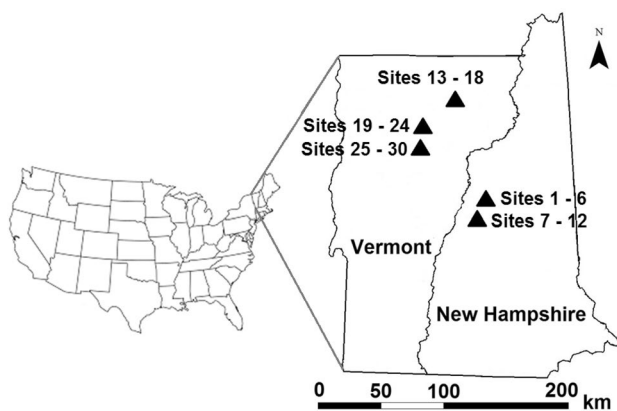 N
Sites 13 - 18
Sites 19 - 24
Sites 25 - 30
Sites 1 - 6
Sites 7 - 12
Vermont
New Hampshire
0 50 100 200 km